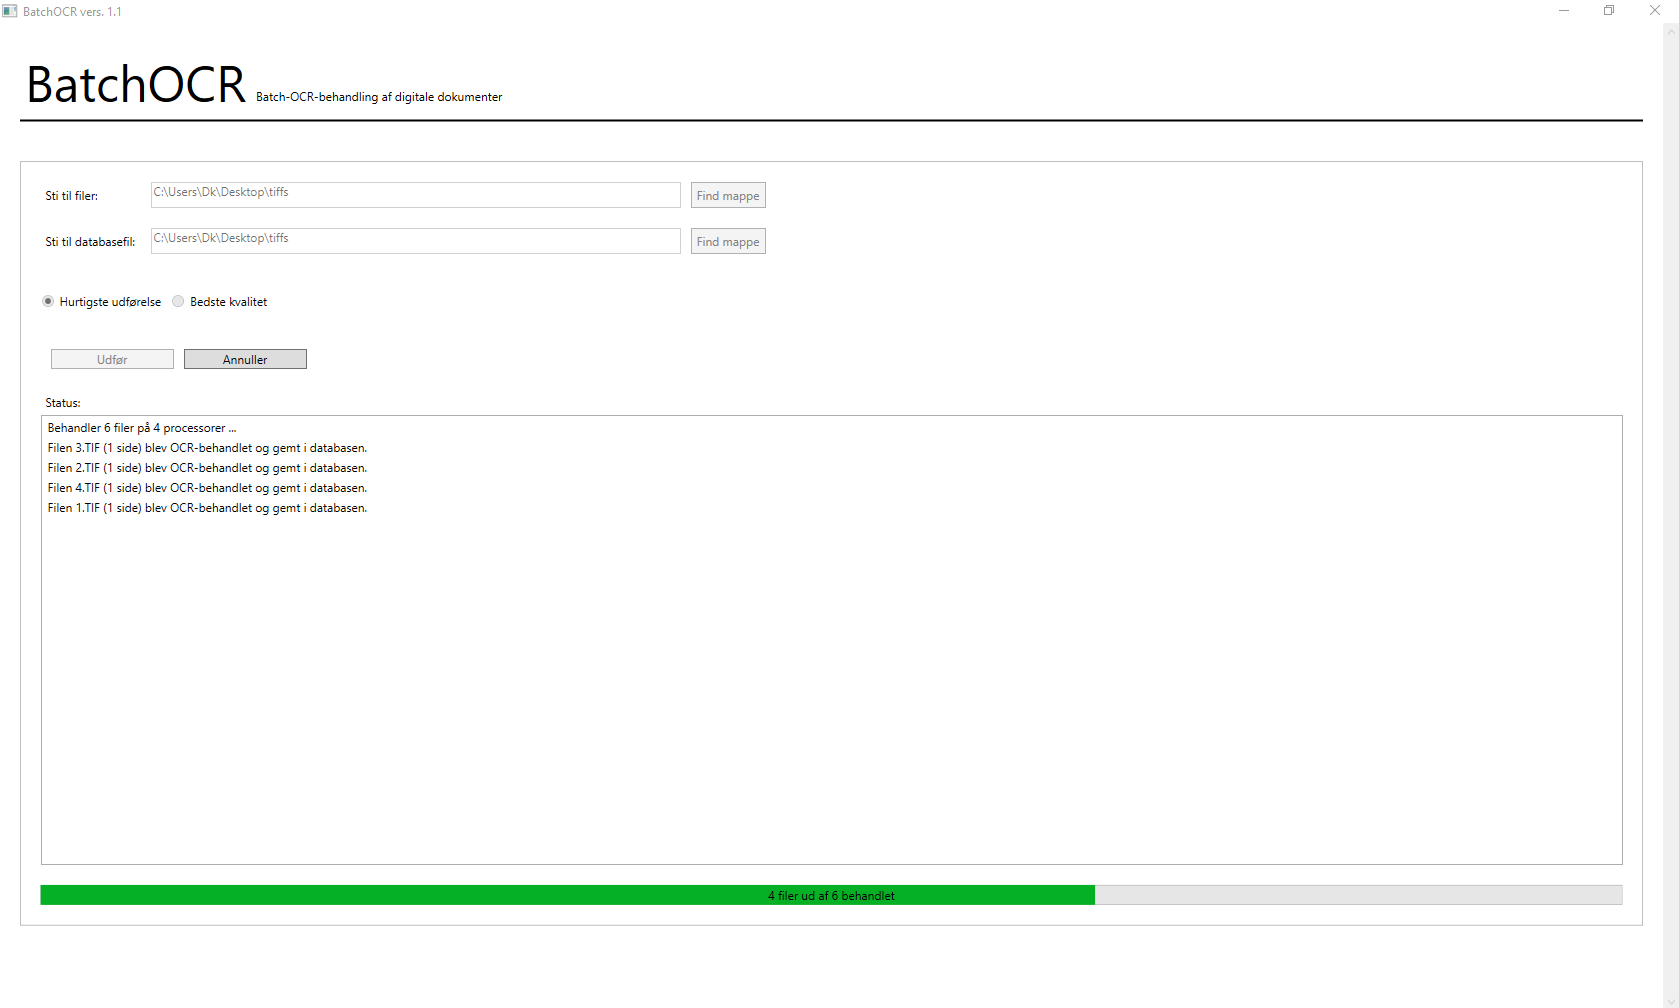 BatchOCR vers. 1.1
BatchOCR Batch-OCR-behandling af digitale dokumenter
Sti til filer: C:\Users\Dk\Desktop\tiffs Find mappe
Sti til databasefil: C:\Users\Dk\Desktop\tiffs Find mappe
Hurtigste udførelse Bedste kvalitet
Udfør Annuller
Status:
Behandler 6 filer på 4 processorer ...
Filen 3.TIF (1 side) blev OCR-behandlet og gemt i databasen.
Filen 2.TIF (1 side) blev OCR-behandlet og gemt i databasen.
Filen 4.TIF (1 side) blev OCR-behandlet og gemt i databasen.
Filen 1.TIF (1 side) blev OCR-behandlet og gemt i databasen.
4 filer ud af 6 behandlet